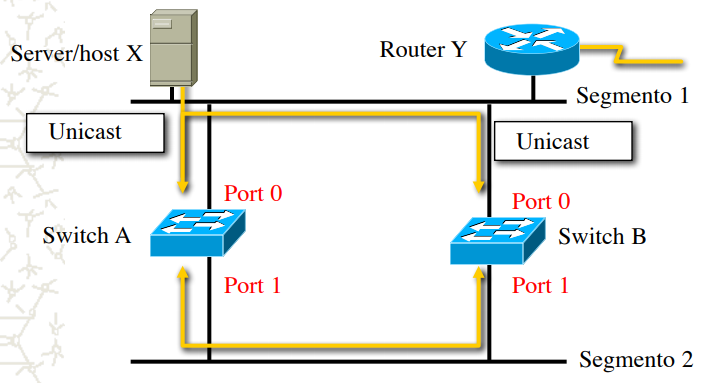 Server/host X
Router Y
Segmento 1
Unicast
Unicast
Port 0
Port 0
Switch A
Switch B
Port 1
Port 1
Segmento 2